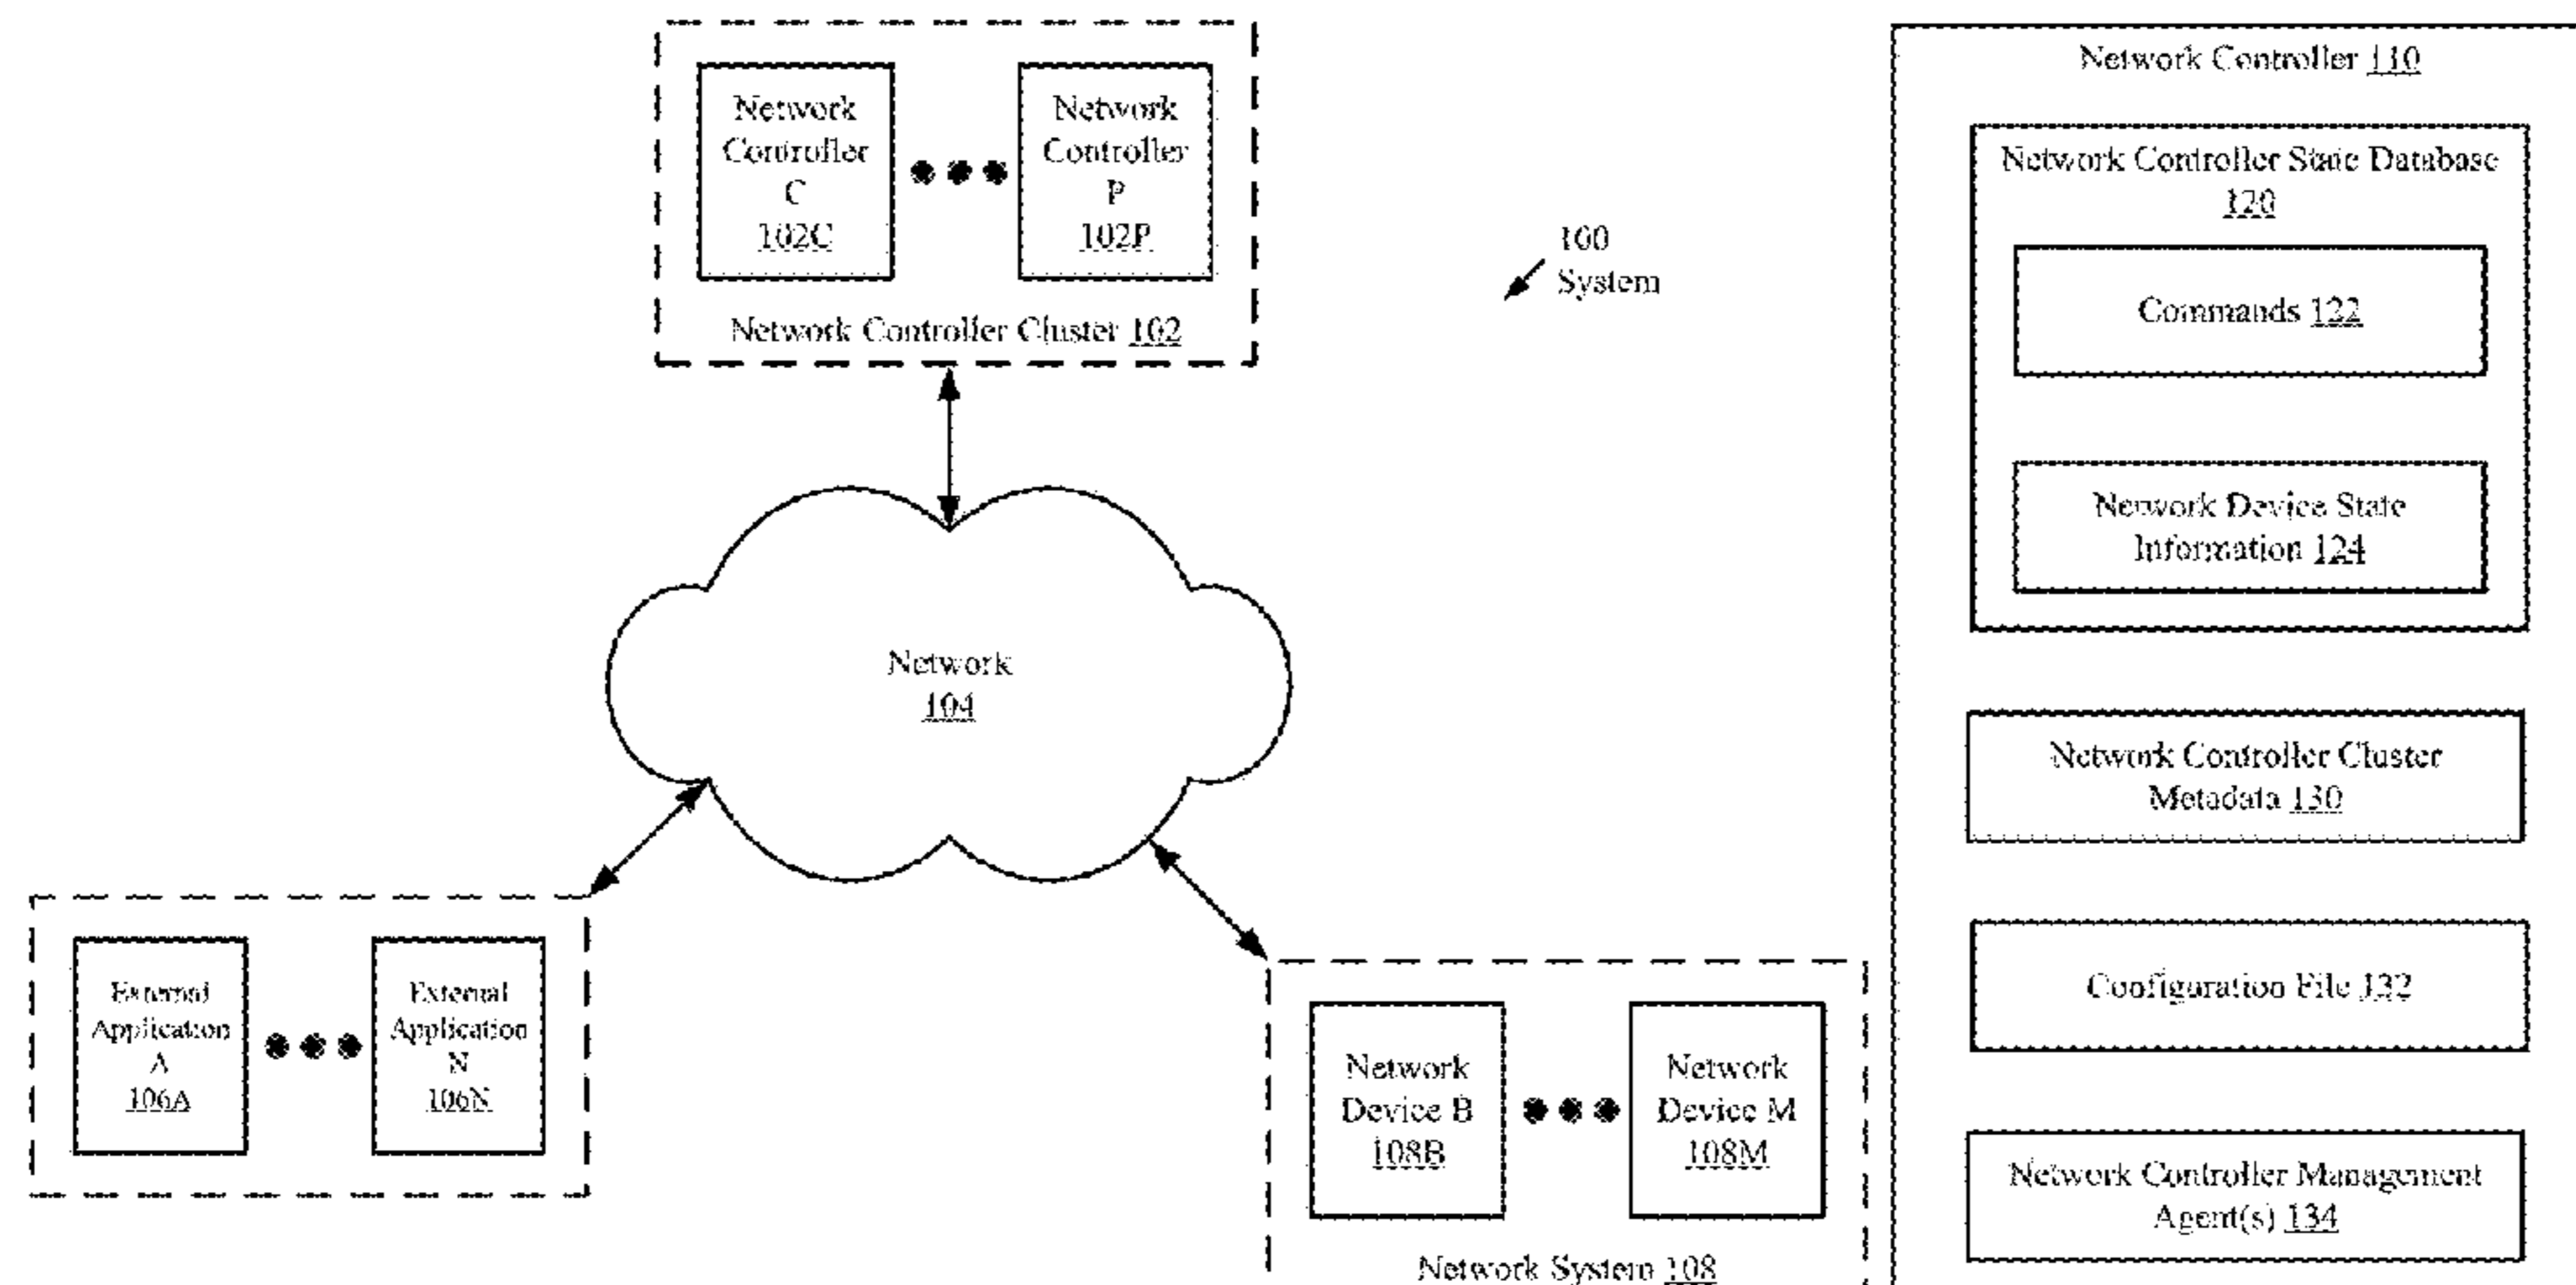 Network
Controller
C
102C
Network
Controller
P
102P
Network Controller Cluster 102
100
System
Network
104
External
Application
A
106A
External
Application
N
106N
Network
Device B
108B
Network
Device M
108M
Network System 108
Network Controller 110
Network Controller State Database
120
Commands 122
Network Device State
Information 124
Network Controller Cluster
Metadata 130
Configuration File 132
Network Controller Management
Agent(s) 134